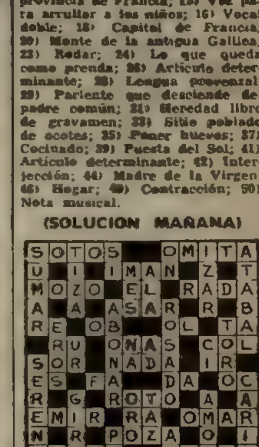 provincia de Francia; 15) Voz pa-
ra arrullar a los niños; 16) Vocal
doble; 18) Capital de Francia;
20) Monte de la antigua Galilea;
23) Rodar; 24) Lo que queda
como prenda; 26) Artículo deter-
minante; 28) Lengua provenzal
29) Pariente que desciende de
padre común; 31) Heredad libre
de gravamen; 33) Sitio poblado
de ocotes; 35) Poner huevos; 37)
Cocinado; 39) Puesta del Sol; 41)
Artículo determinante; 42) Inter-
jección; 44) Madre de la Virgen
46) Hogar; 49) Contracción; 50)
Nota musical.
(SOLUCION MAÑANA)
SOTOS OMITA
U I IMAN Z T
MOZO EL RADA
A A ASAR R B
RE OB OL TA
RU ONAS COL
SOR NADA IR
ES FA DA OC
R G ROTO A A
EMIR RA OMAR
N R POZA O I